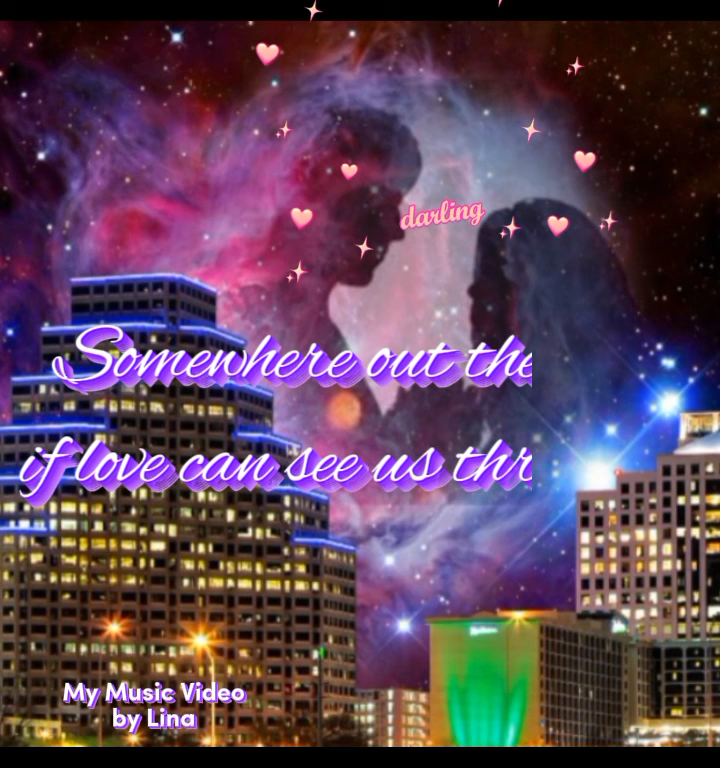 darling
Somewhere out the
if love can see us thr
My Music Video
by Lina